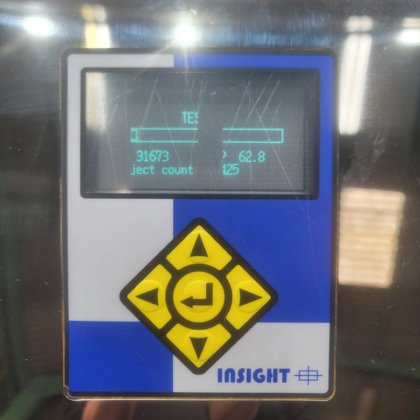 TES
31673 P 62.8
ject count 425
INSIGHT